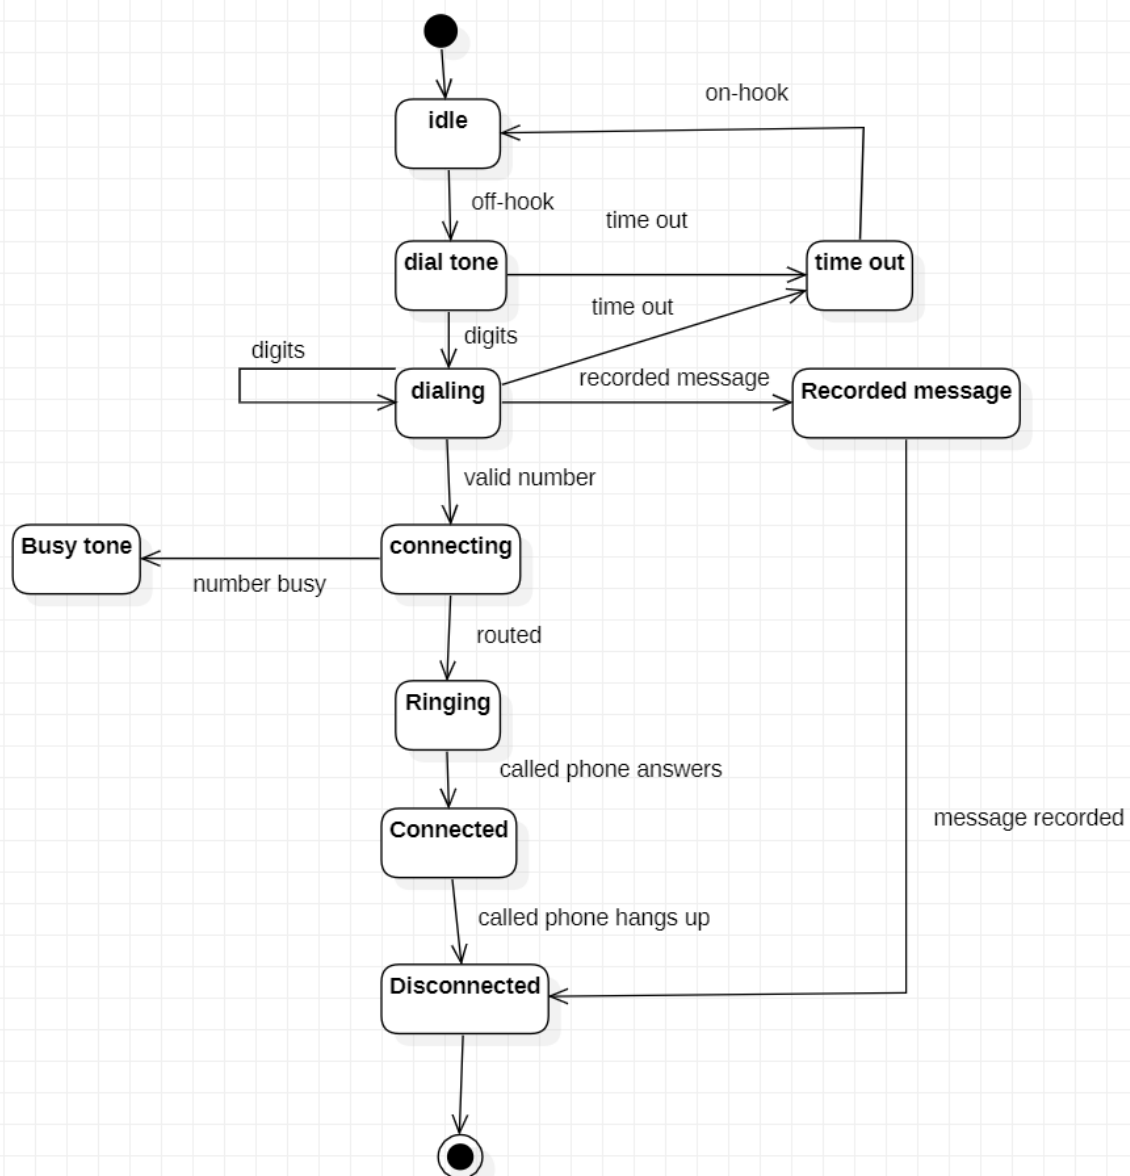 on-hook
idle
off-hook
time out
dial tone
time out
time out
digits
digits
recorded message
dialing
Recorded message
valid number
Busy tone
connecting
number busy
routed
Ringing
called phone answers
Connected
message recorded
called phone hangs up
Disconnected